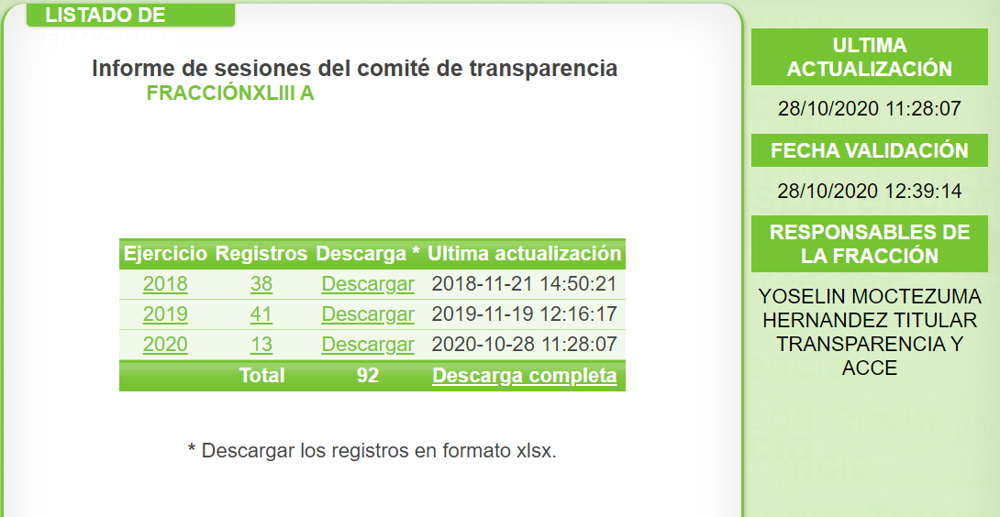 LISTADO DE
Informe de sesiones del comité de transparencia
FRACCIÓNXLIII A
Ejercicio Registros Descarga * Ultima actualización
2018 38 Descargar 2018-11-21 14:50:21
2019 41 Descargar 2019-11-19 12:16:17
2020 13 Descargar 2020-10-28 11:28:07
Total 92 Descarga completa
* Descargar los registros en formato xlsx.
ULTIMA
ACTUALIZACIÓN
28/10/2020 11:28:07
FECHA VALIDACIÓN
28/10/2020 12:39:14
RESPONSABLES DE
LA FRACCIÓN
YOSELIN MOCTEZUMA
HERNANDEZ TITULAR
TRANSPARENCIA Y
ACCE